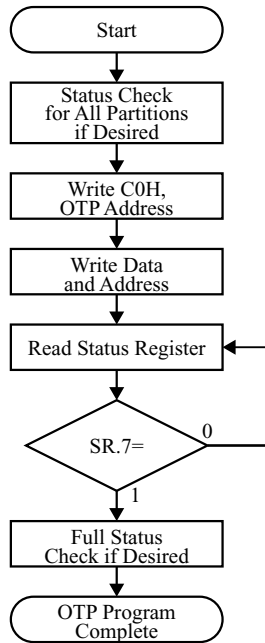 Start
Status Check
for All Partitions
if Desired
Write C0H,
OTP Address
Write Data
and Address
Read Status Register
SR.7=
0
1
Full Status
Check if Desired
OTP Program
Complete